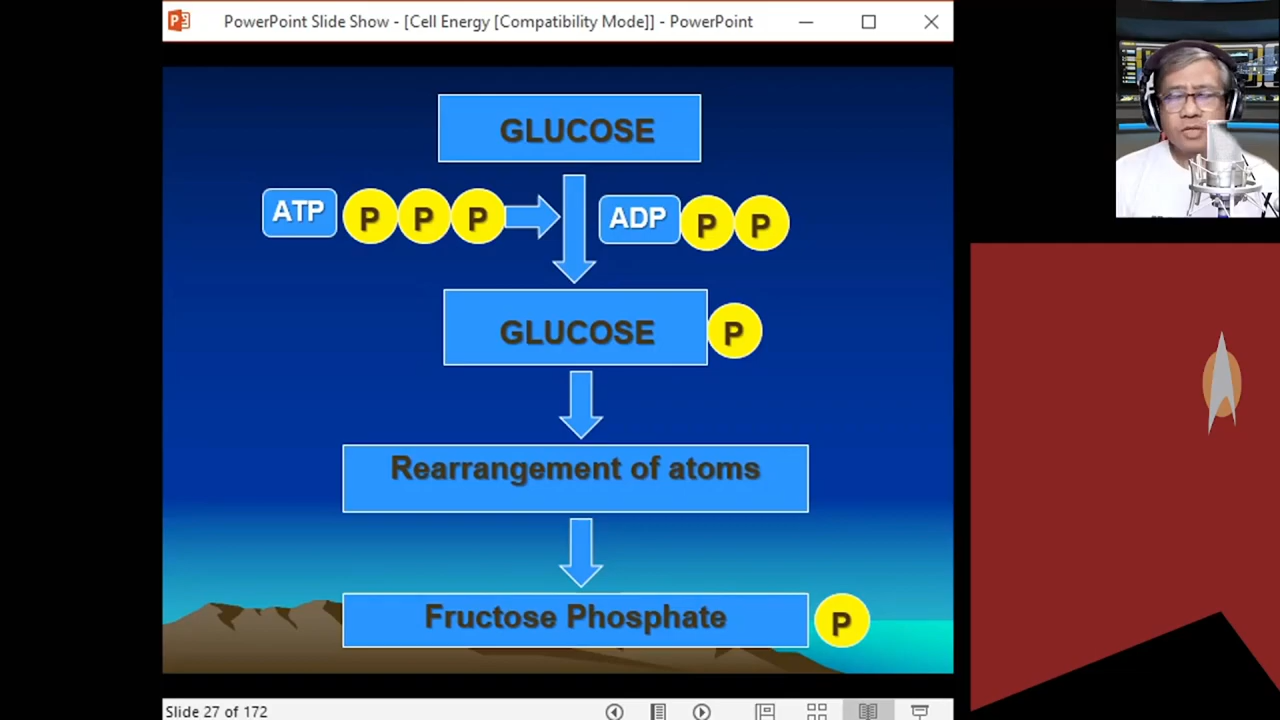 PowerPoint Slide Show - [Cell Energy [Compatibility Mode]] - PowerPoint
GLUCOSE
ATP P P P ADP P P
GLUCOSE P
Rearrangement of atoms
Fructose Phosphate P
Slide 27 of 172